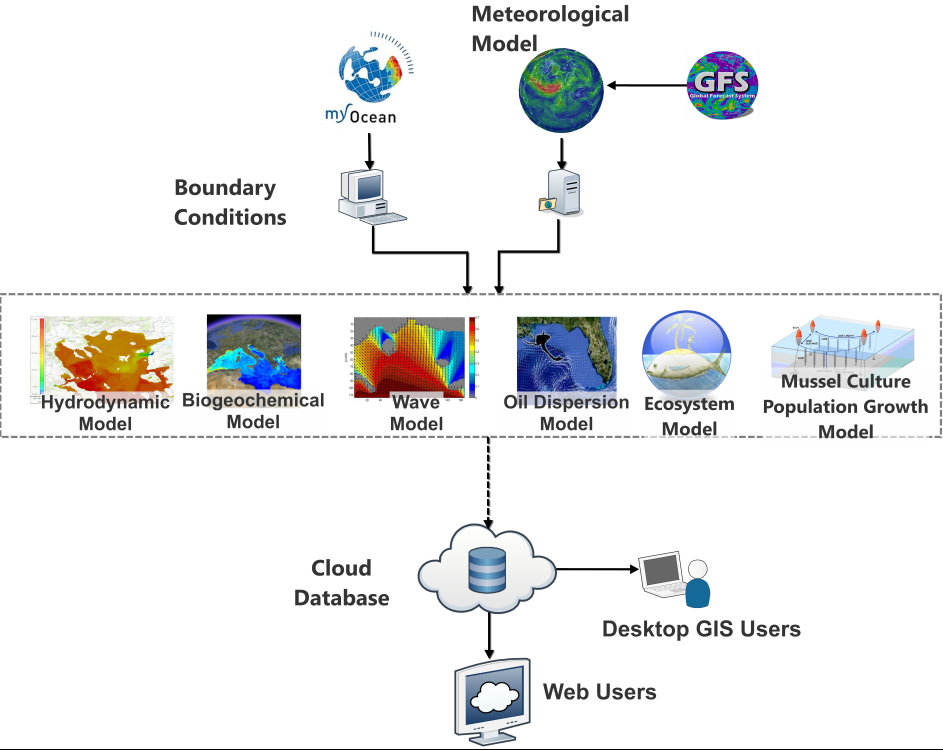 Meteorological
Model
GFS
Global Forecast System
myOcean
Boundary
Conditions
Hydrodynamic
Model
Biogeochemical
Model
Wave
Model
Oil Dispersion
Model
Ecosystem
Model
Mussel Culture
Population Growth
Model
Cloud
Database
Desktop GIS Users
Web Users